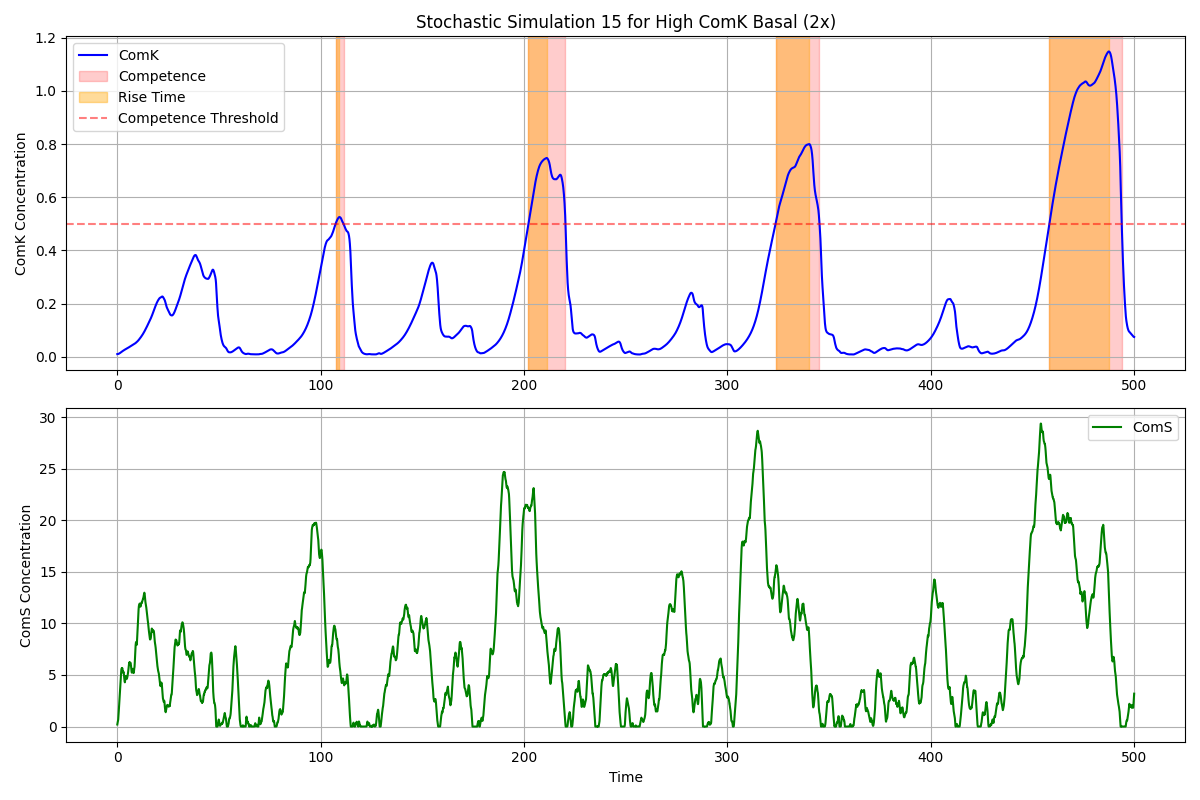 Stochastic Simulation 15 for High ComK Basal (2x)
ComK Concentration
1.2
1.0
0.8
0.6
0.4
0.2
0.0
ComK
Competence
Rise Time
Competence Threshold
0 100 200 300 400 500
ComS Concentration
30
25
20
15
10
5
0
ComS
0 100 200 300 400 500
Time